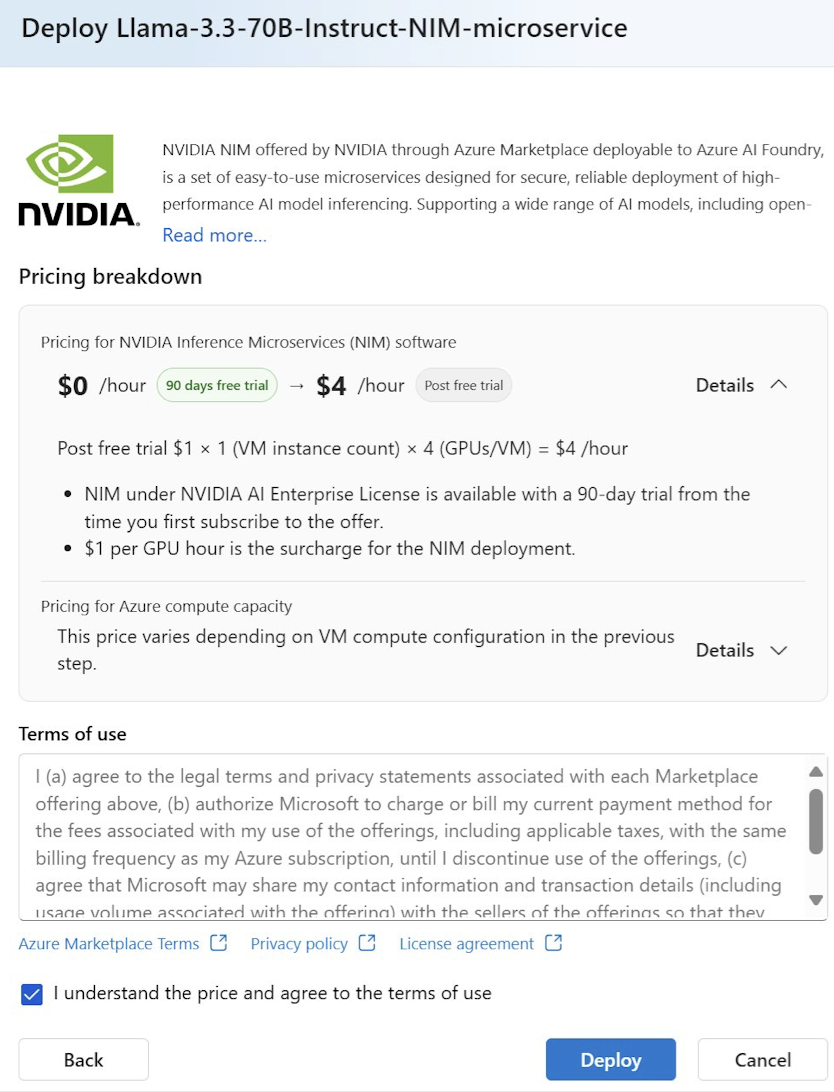 Deploy Llama-3.3-70B-Instruct-NIM-microservice
NVIDIA NIM offered by NVIDIA through Azure Marketplace deployable to Azure AI Foundry,
is a set of easy-to-use microservices designed for secure, reliable deployment of high-
performance AI model inferencing. Supporting a wide range of AI models, including open-
Read more...
NVIDIA.
Pricing breakdown
Pricing for NVIDIA Inference Microservices (NIM) software
$0 /hour 90 days free trial → $4 /hour Post free trial Details
Post free trial $1 × 1 (VM instance count) × 4 (GPUs/VM) = $4 /hour
• NIM under NVIDIA AI Enterprise License is available with a 90-day trial from the
time you first subscribe to the offer.
• $1 per GPU hour is the surcharge for the NIM deployment.
Pricing for Azure compute capacity
This price varies depending on VM compute configuration in the previous
step.
Details
Terms of use
I (a) agree to the legal terms and privacy statements associated with each Marketplace
offering above, (b) authorize Microsoft to charge or bill my current payment method for
the fees associated with my use of the offerings, including applicable taxes, with the same
billing frequency as my Azure subscription, until I discontinue use of the offerings, (c)
agree that Microsoft may share my contact information and transaction details (including
usage volume associated with the offering) with the sellers of the offerings so that they
Azure Marketplace Terms Privacy policy License agreement
I understand the price and agree to the terms of use
Back Deploy Cancel